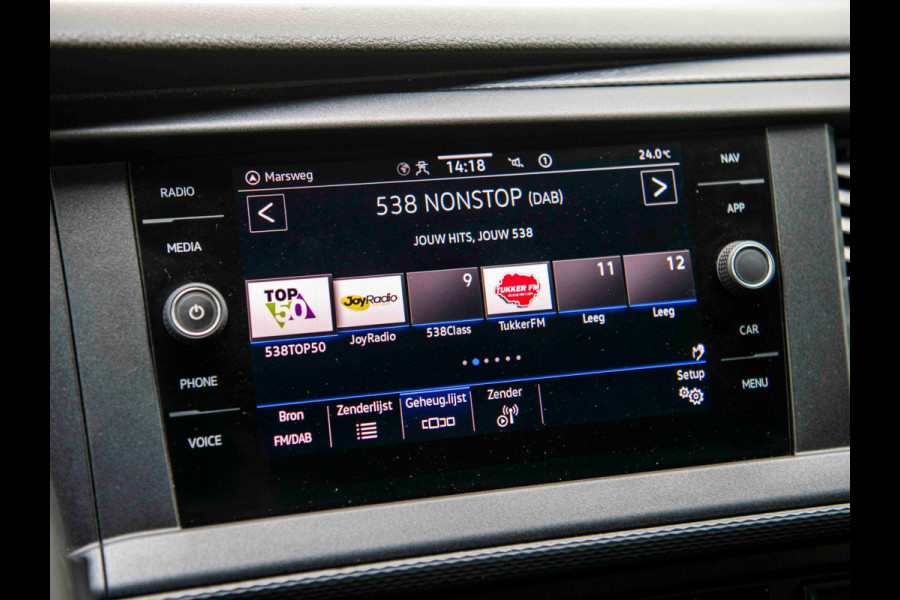 Marsweg
14:18
1
24.0°C
538 NONSTOP (DAB)
JOUW HITS, JOUW 538
TOP 50
JoyRadio
9
TUKKER FM
11
12
538TOP50
JoyRadio
538Class
TukkerFM
Leeg
Leeg
Setup
Bron
FM/DAB
Zenderlijst
Geheug.lijst
Zender
RADIO
MEDIA
PHONE
VOICE
NAV
APP
CAR
MENU